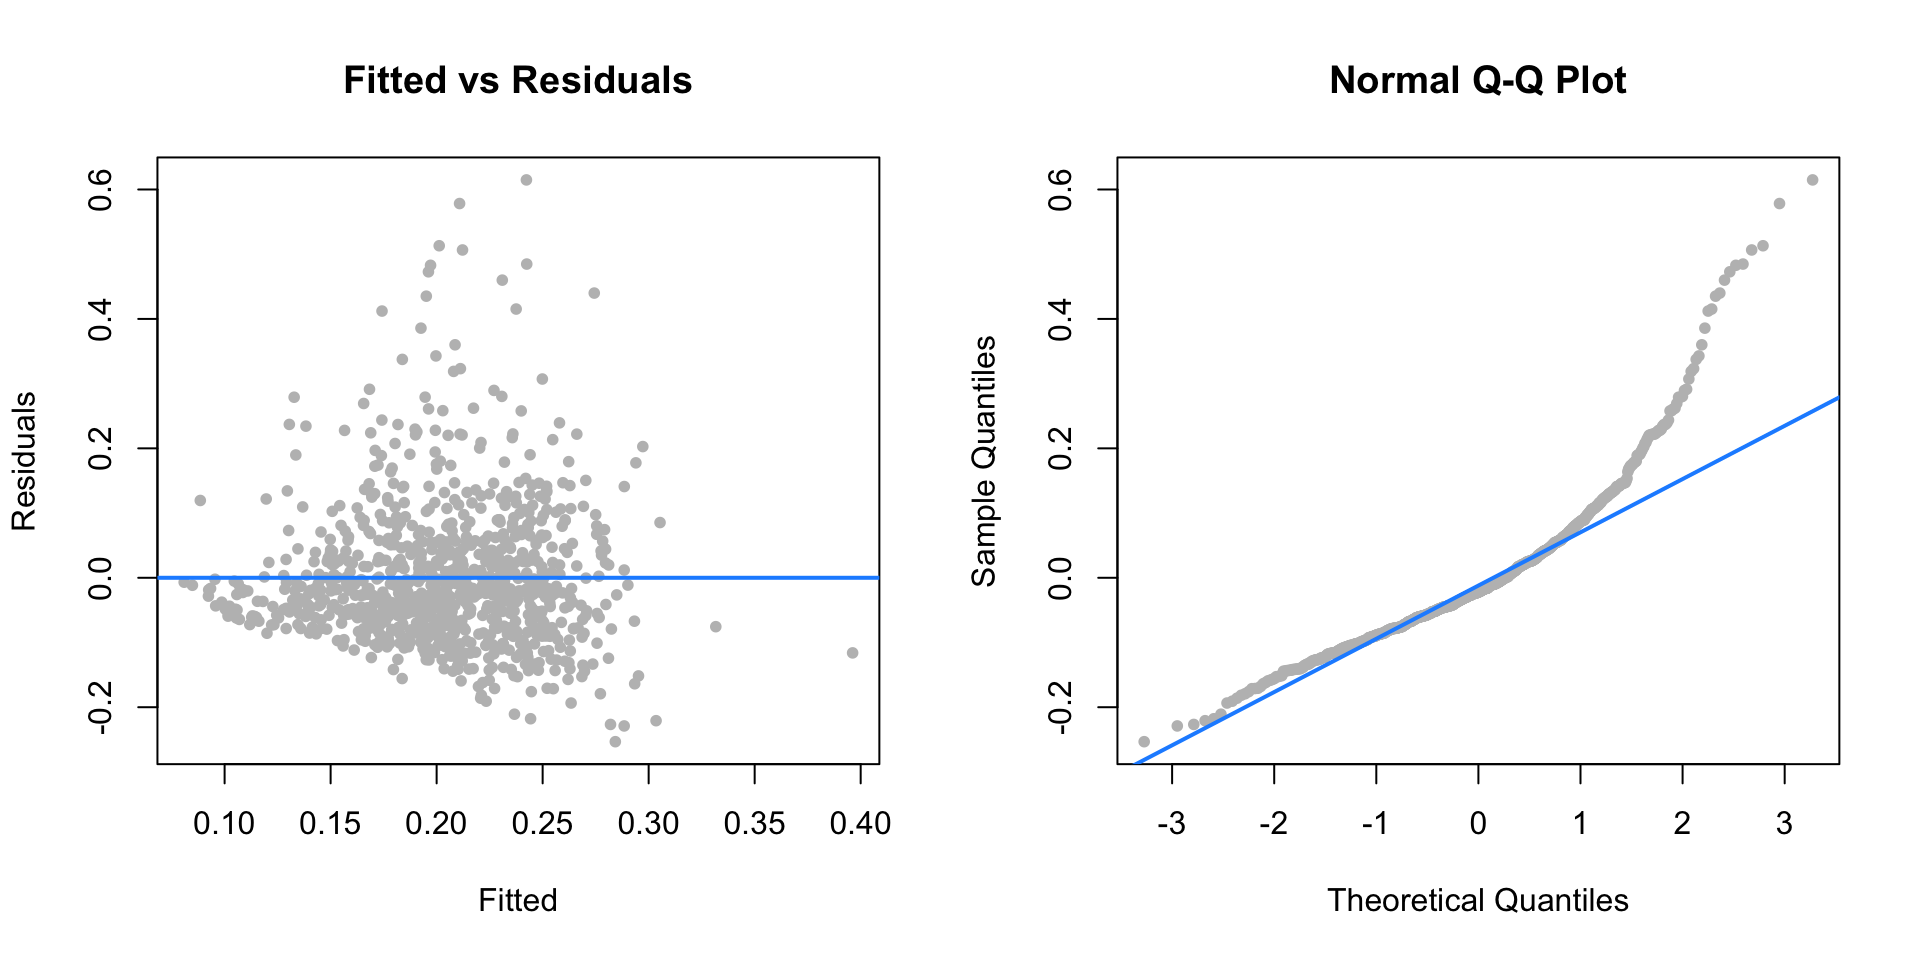 Fitted vs Residuals
Residuals
0.6
0.4
0.2
0.0
-0.2
0.10 0.15 0.20 0.25 0.30 0.35 0.40
Fitted
Normal Q-Q Plot
Sample Quantiles
0.6
0.4
0.2
0.0
-0.2
-3 -2 -1 0 1 2 3
Theoretical Quantiles